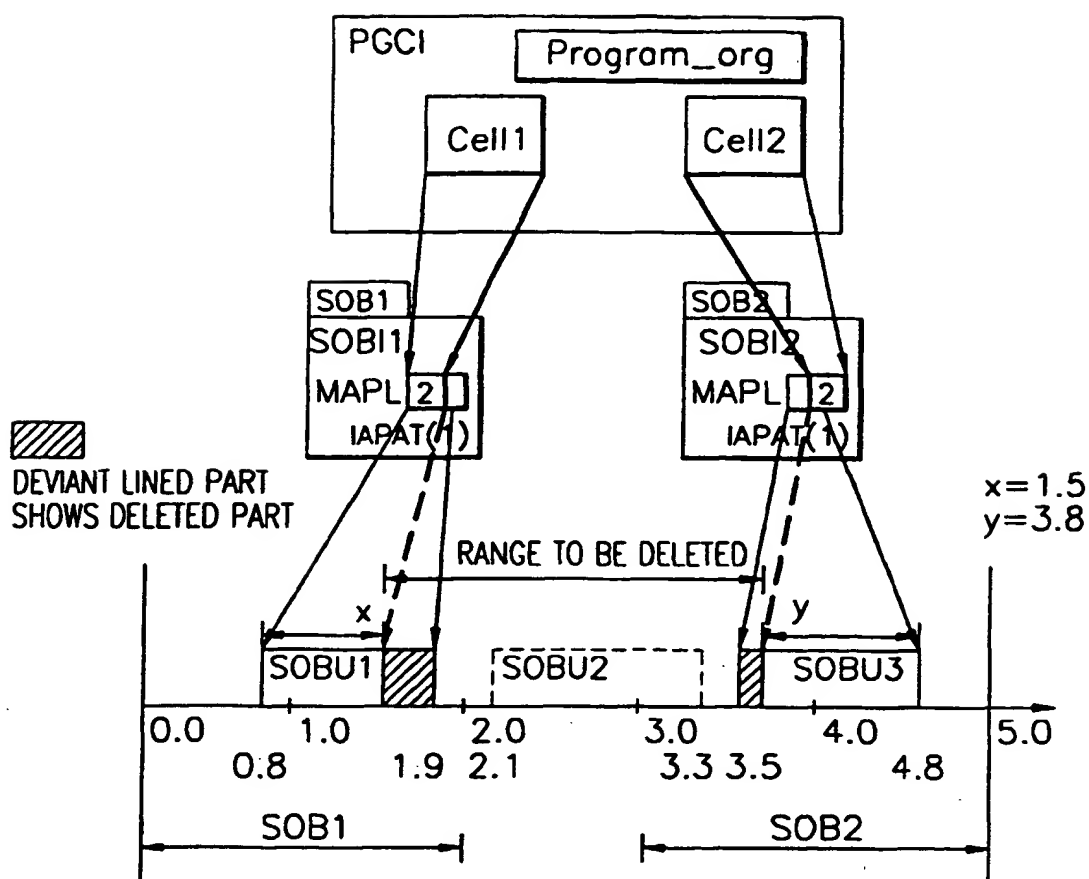 PGCI
Program_org
Cell1
Cell2
SOB1
SOB2
SOBI1
SOBI2
MAPL 2
MAPL 2
IAPAT(1)
IAPAT(1)
DEVIANT LINED PART
SHOWS DELETED PART
x=1.5
y=3.8
RANGE TO BE DELETED
x
y
SOBU1
SOBU2
SOBU3
0.0 1.0 2.0 3.0 4.0 5.0
0.8 1.9 2.1 3.3 3.5 4.8
SOB1
SOB2